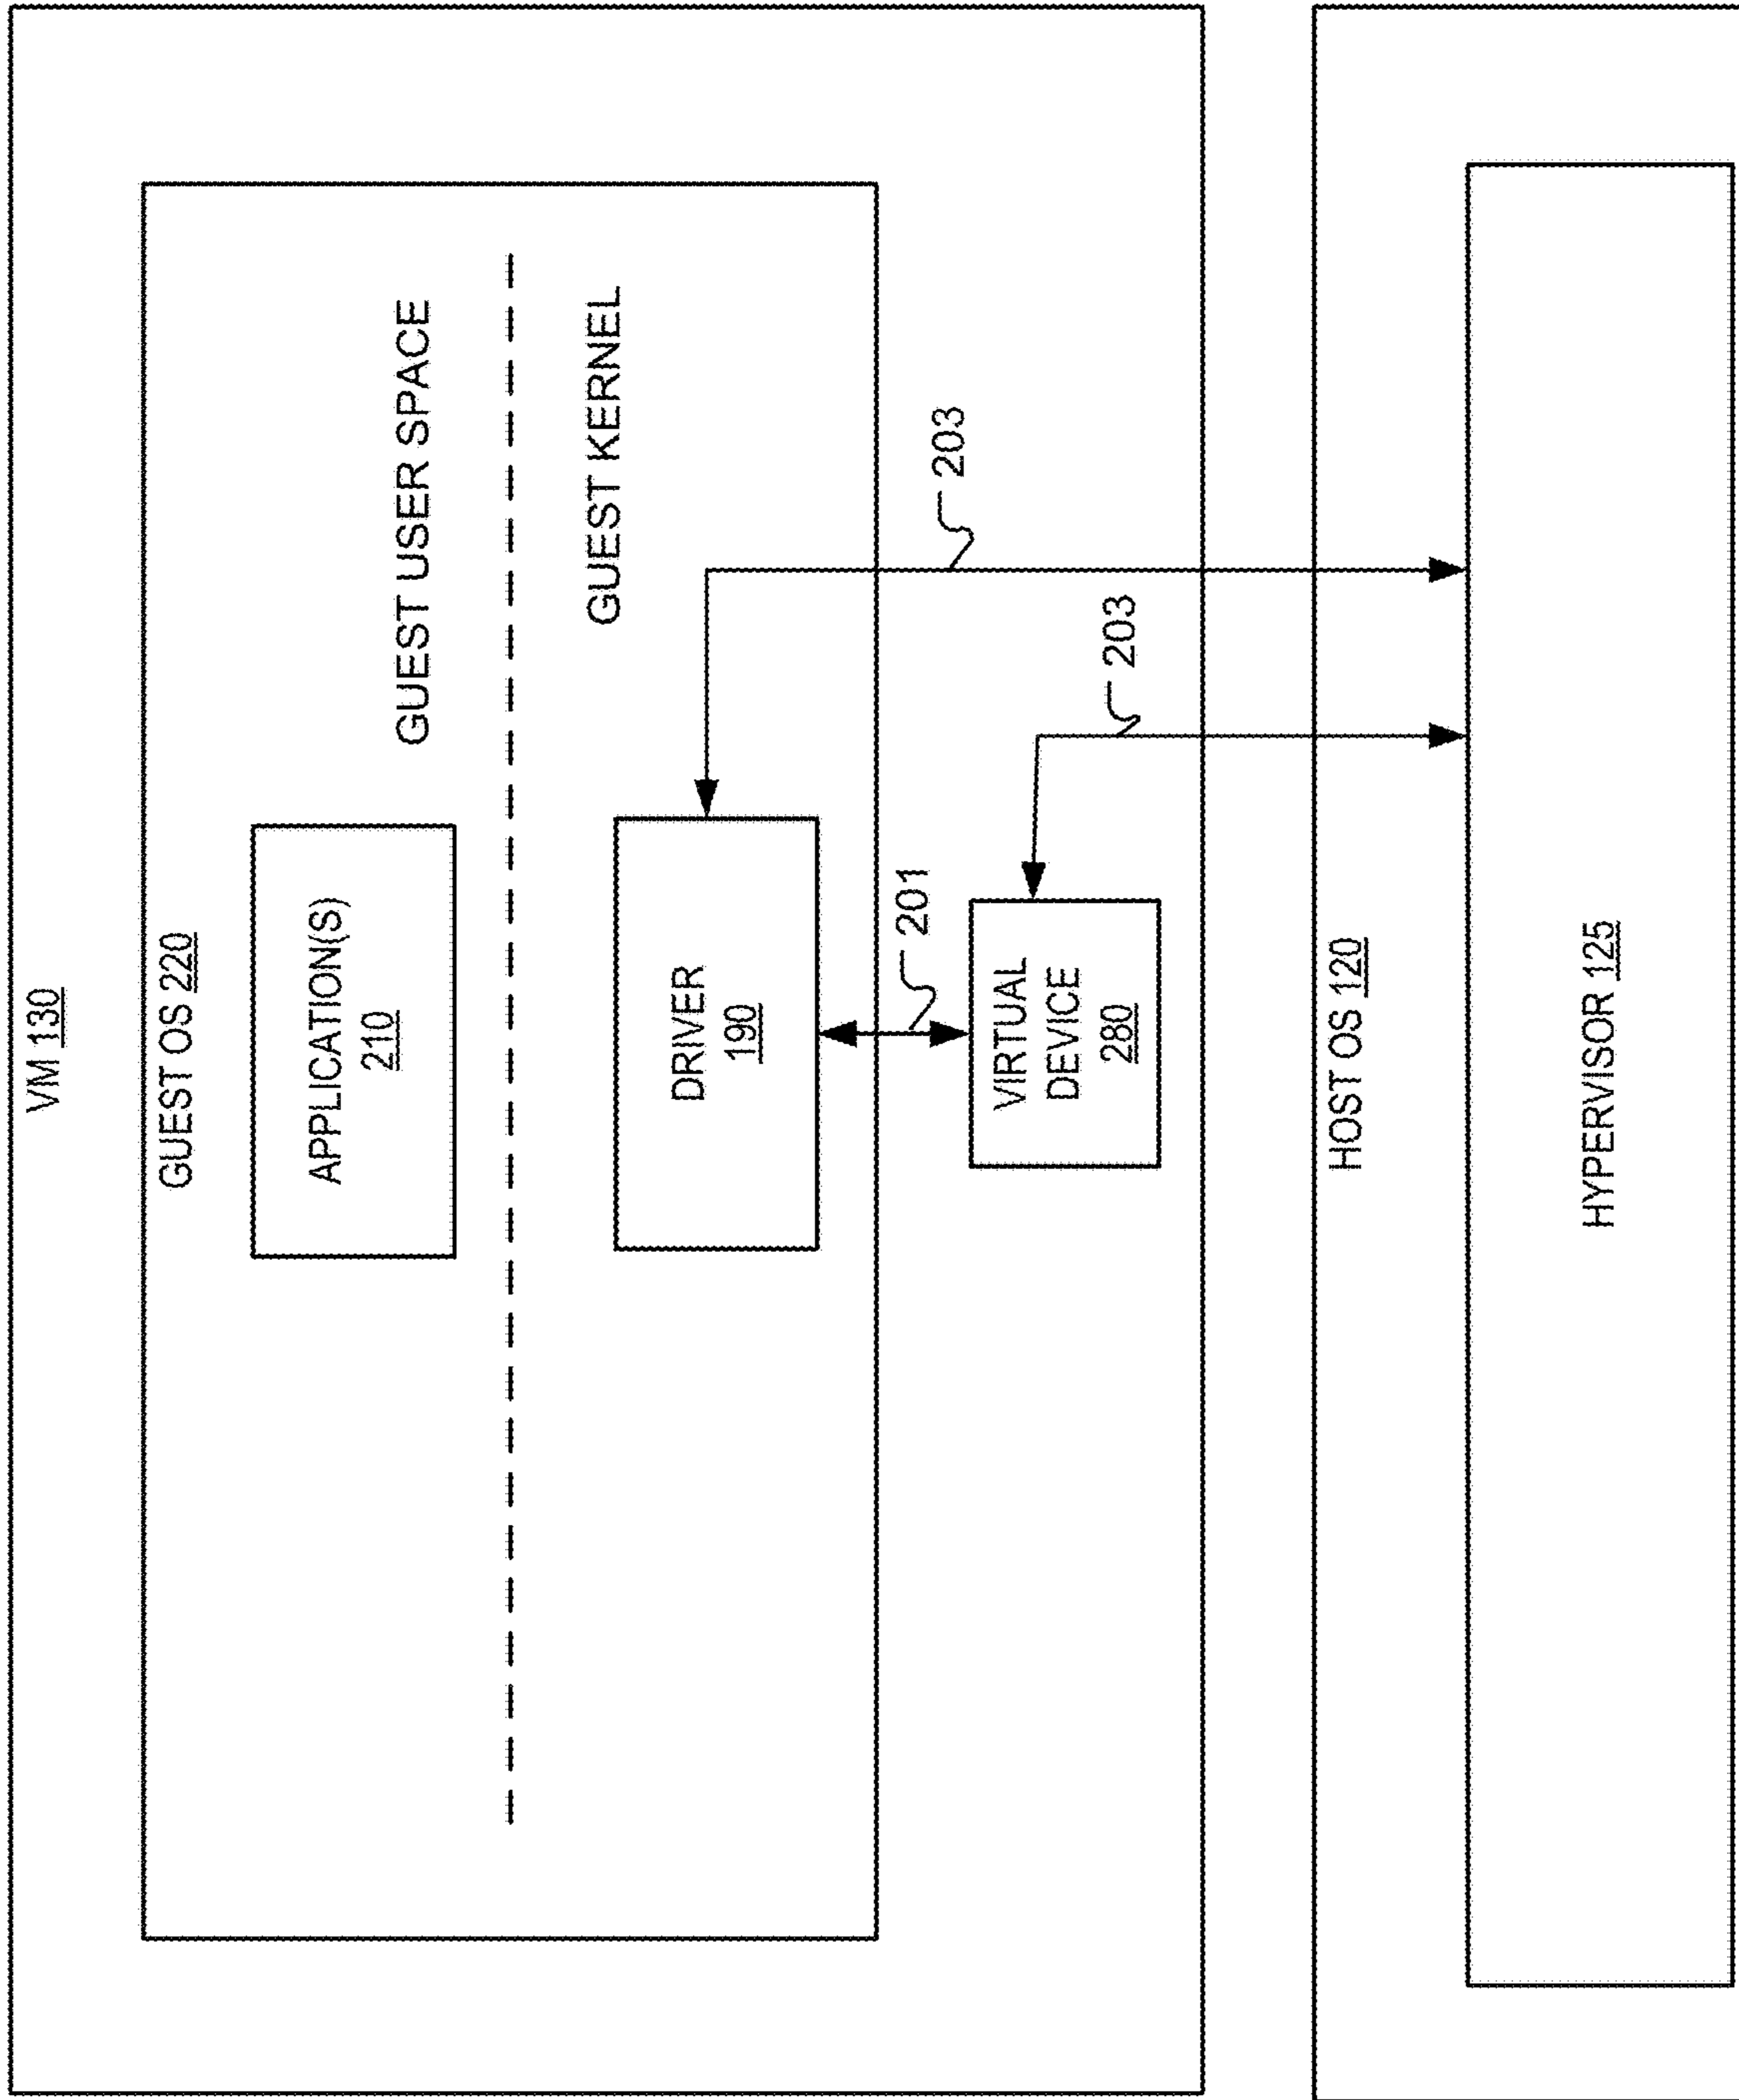 VM 130
GUEST OS 220
APPLICATION(S)
210
GUEST USER SPACE
GUEST KERNEL
DRIVER
190
201
203
VIRTUAL
DEVICE
280
203
HOST OS 120
HYPERVISOR 125